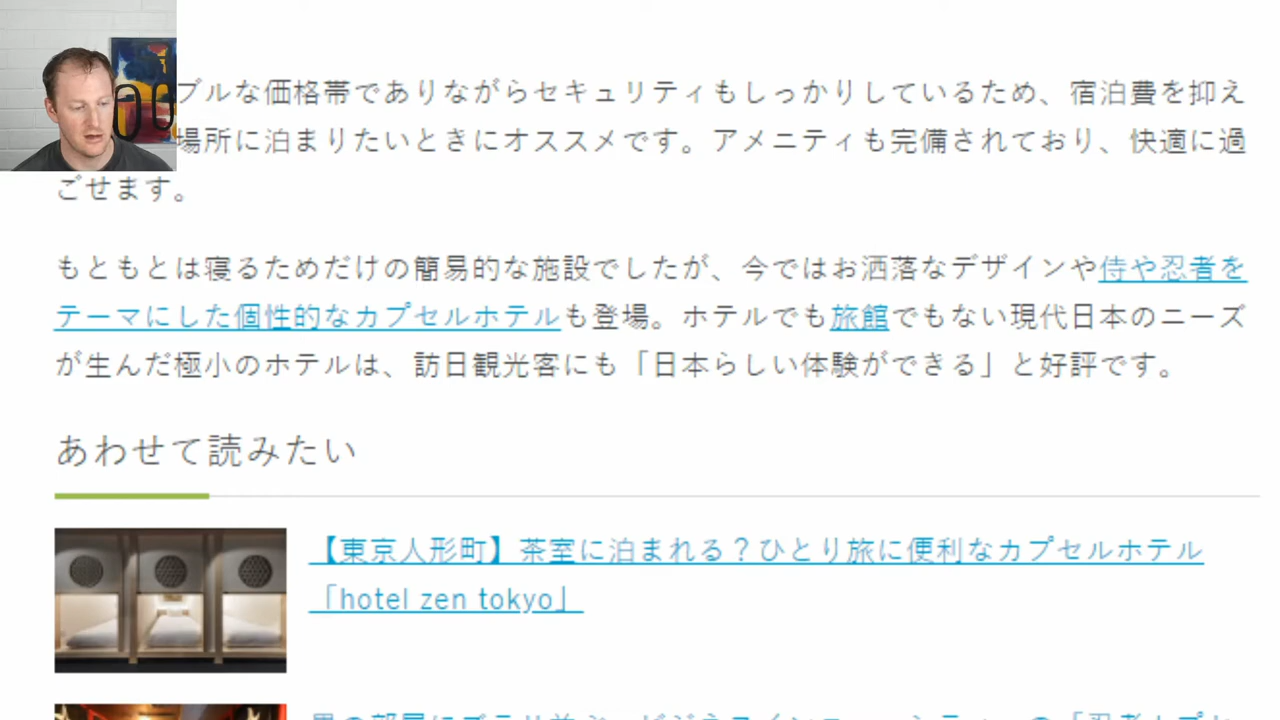 ブルな価格帯でありながらセキュリティもしっかりしているため、宿泊費を抑え
場所に泊まりたいときにオススメです。アメニティも完備されており、快適に過
ごせます。
もともとは寝るためだけの簡易的な施設でしたが、今ではお洒落なデザインや侍や忍者を
テーマにした個性的なカプセルホテルも登場。ホテルでも旅館でもない現代日本のニーズ
が生んだ極小のホテルは、訪日観光客にも「日本らしい体験ができる」と好評です。
あわせて読みたい
【東京人形町】茶室に泊まれる？ひとり旅に便利なカプセルホテル
「hotel zen tokyo」